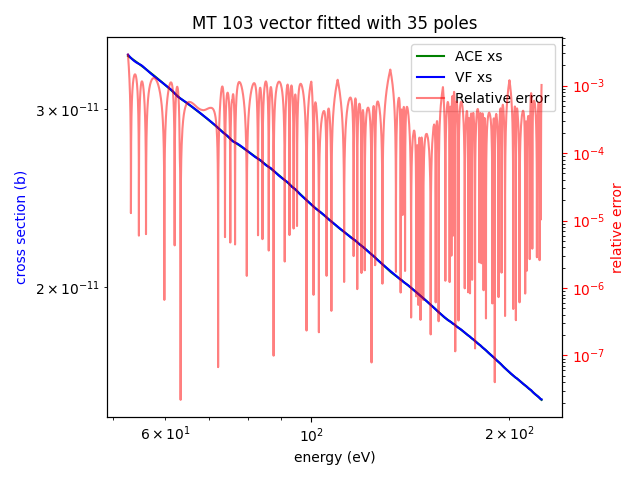 MT 103 vector fitted with 35 poles
ACE xs
VF xs
Relative error
3 × 10⁻¹¹
2 × 10⁻¹¹
cross section (b)
10⁻³
10⁻⁴
10⁻⁵
10⁻⁶
10⁻⁷
relative error
6 × 10¹
10²
2 × 10²
energy (eV)